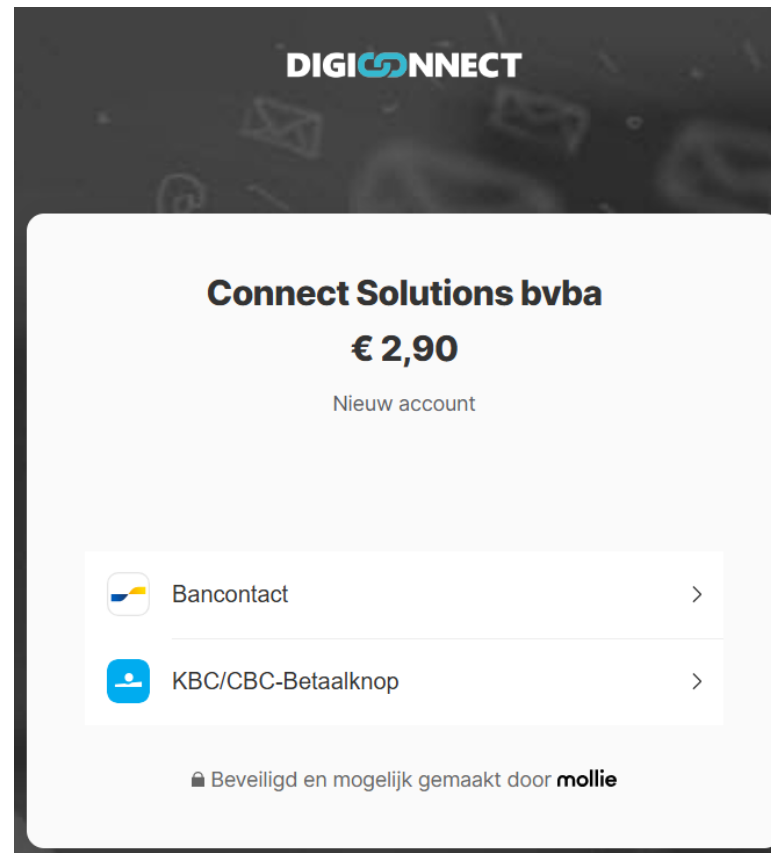 DIGICONNECT
Connect Solutions bvba
€ 2,90
Nieuw account
Bancontact
KBC/CBC-Betaalknop
Beveiligd en mogelijk gemaakt door mollie